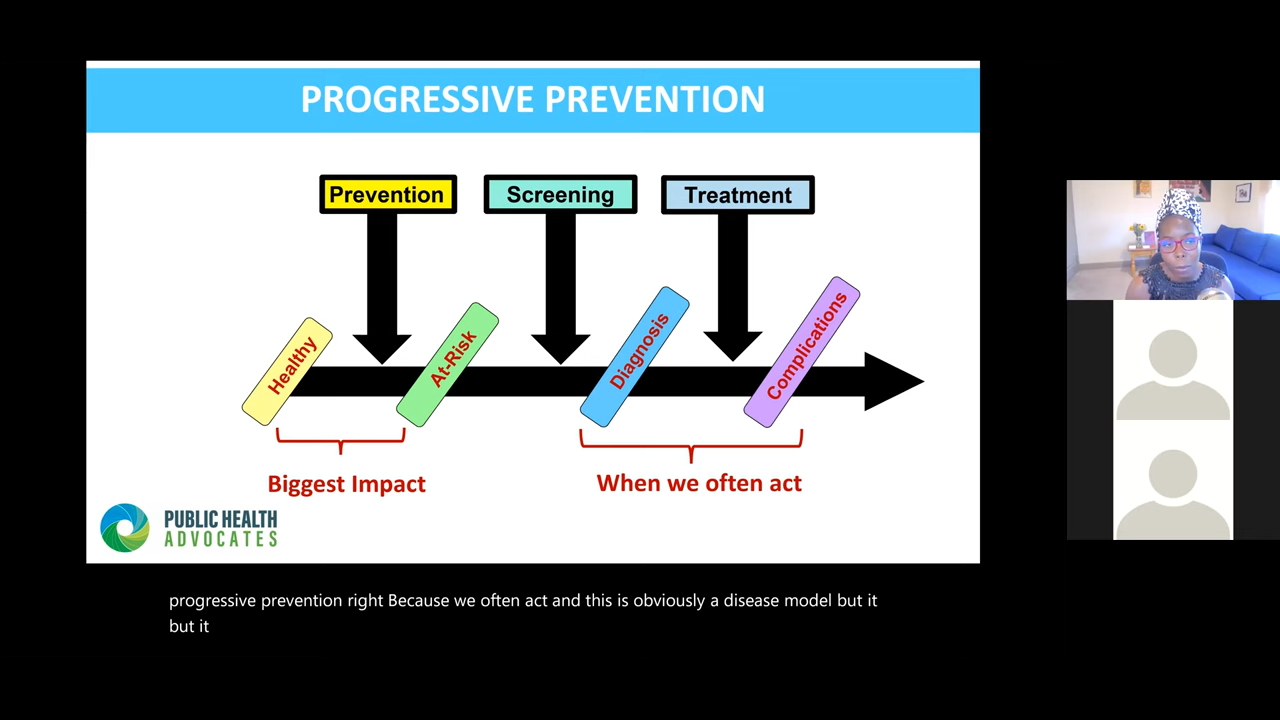 PROGRESSIVE PREVENTION
Prevention
Screening
Treatment
Healthy
At-Risk
Diagnosis
Complications
Biggest Impact
When we often act
PUBLIC HEALTH
ADVOCATES
progressive prevention right Because we often act and this is obviously a disease model but it
but it